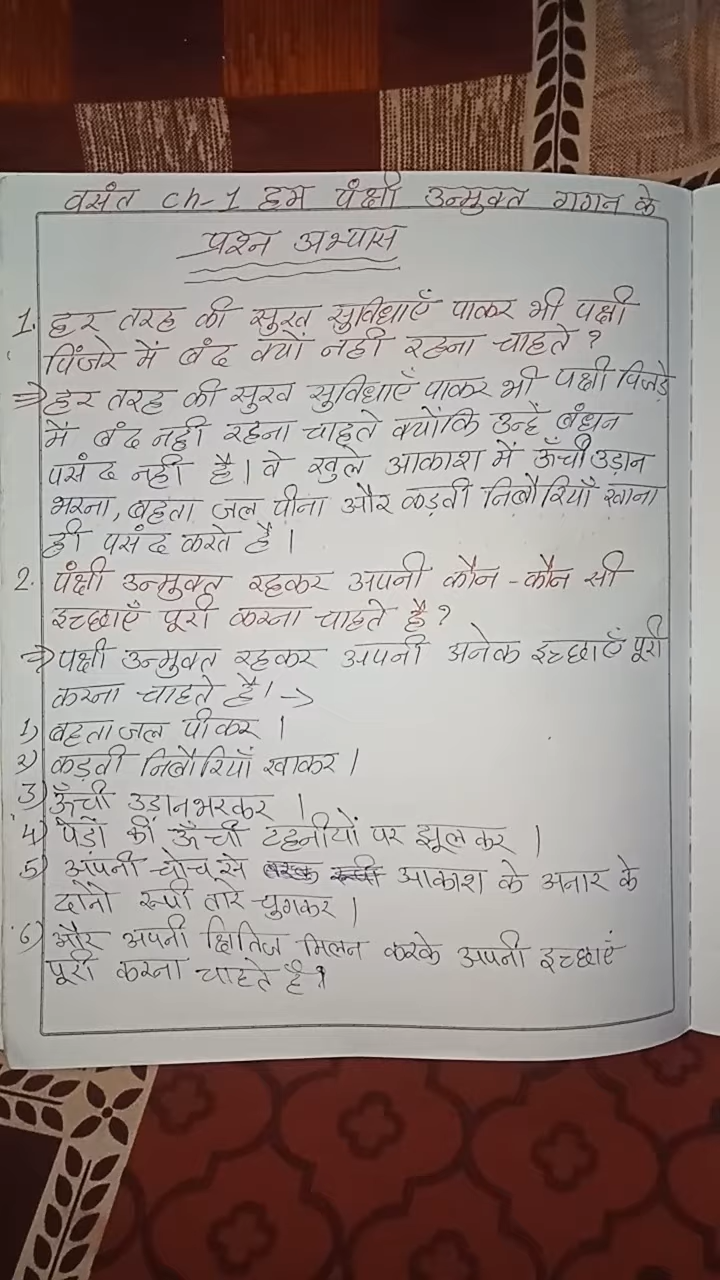 वसंत Ch-1 हम पंक्षी उन्मुक्त गगन के
प्रश्न अभ्यास
1. हर तरह की सुख सुविधाएँ पाकर भी पक्षी
पिंजरे में बंद क्यों नहीं रहना चाहते ?
⇒ हर तरह की सुख सुविधाएँ पाकर भी पक्षी पिजड़े
में बंद नही रहना चाहते क्योंकि उन्हें बंधन
पसंद नहीं है। वे खुले आकाश में ऊँची उड़ान
भरना, बहता जल पीना और कड़वी निबौरियाँ खाना
ही पसंद करते है ।
2. पंक्षी उन्मुक्त रहकर अपनी कौन-कौन सी
इच्छाएँ पूरी करना चाहते है ?
⇒ पक्षी उन्मुक्त रहकर अपनी अनेक इच्छाएँ पूरी
करना चाहते है। →
1) बहता जल पीकर ।
2) कड़वी निबौरियाँ खाकर ।
3) ऊँची उड़ान भरकर ।
4) पेड़ों की ऊँची टहनीयों पर झूल कर ।
5) अपनी चोंच से आकाश के अनार के
दानों रूपी तारे चुगकर ।
6) और अपनी क्षितिज मिलन करके अपनी इच्छाएं
पूरी करना चाहते है।